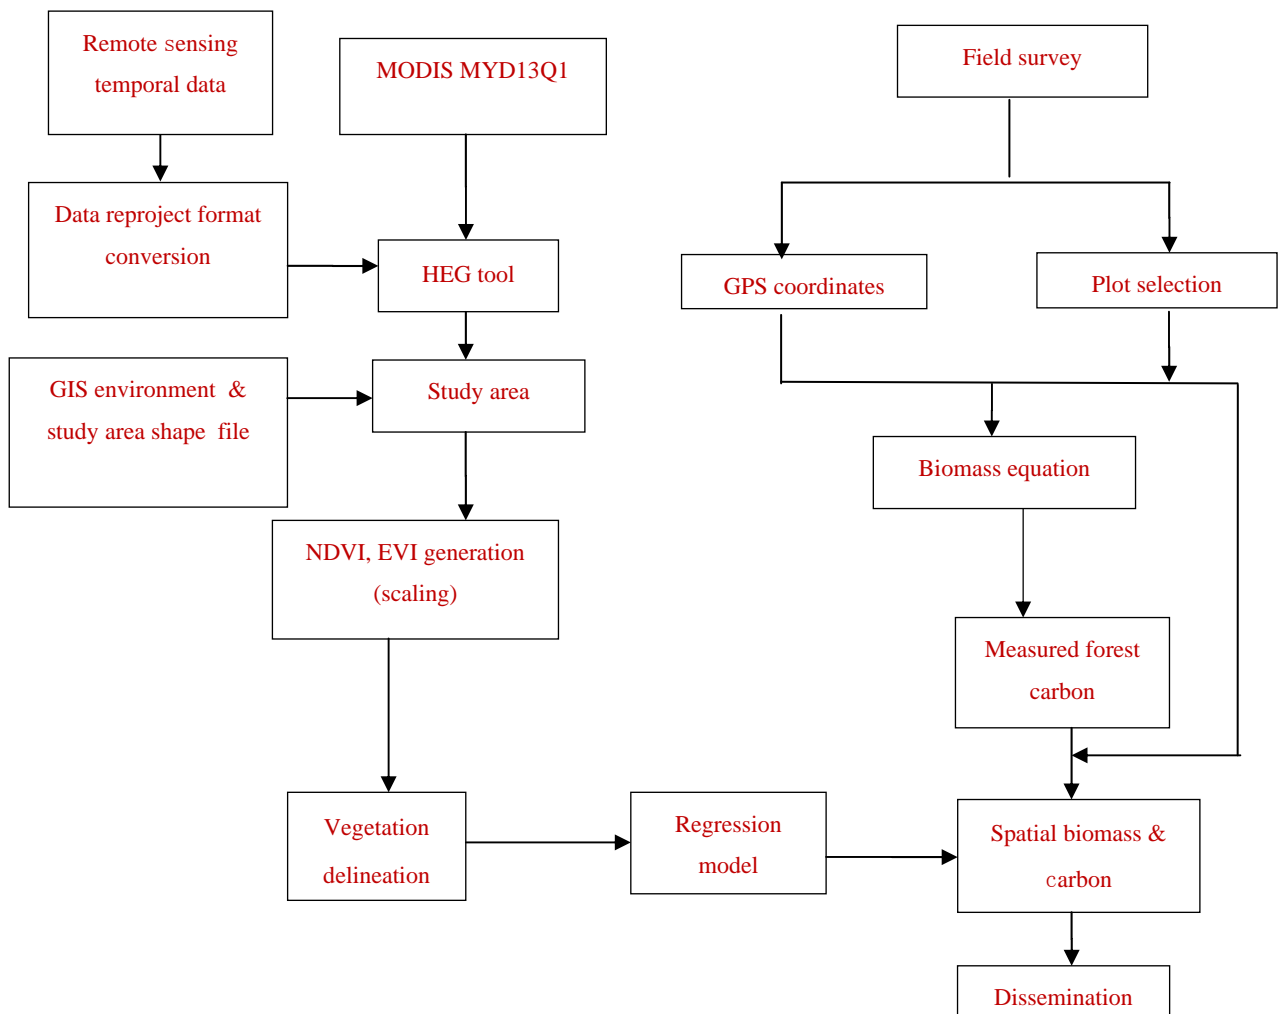 Remote sensing
temporal data
MODIS MYD13Q1
Field survey
Data reproject format
conversion
HEG tool
GPS coordinates
Plot selection
GIS environment &
study area shape file
Study area
Biomass equation
NDVI, EVI generation
(scaling)
Measured forest
carbon
Vegetation
delineation
Regression
model
Spatial biomass &
carbon
Dissemination